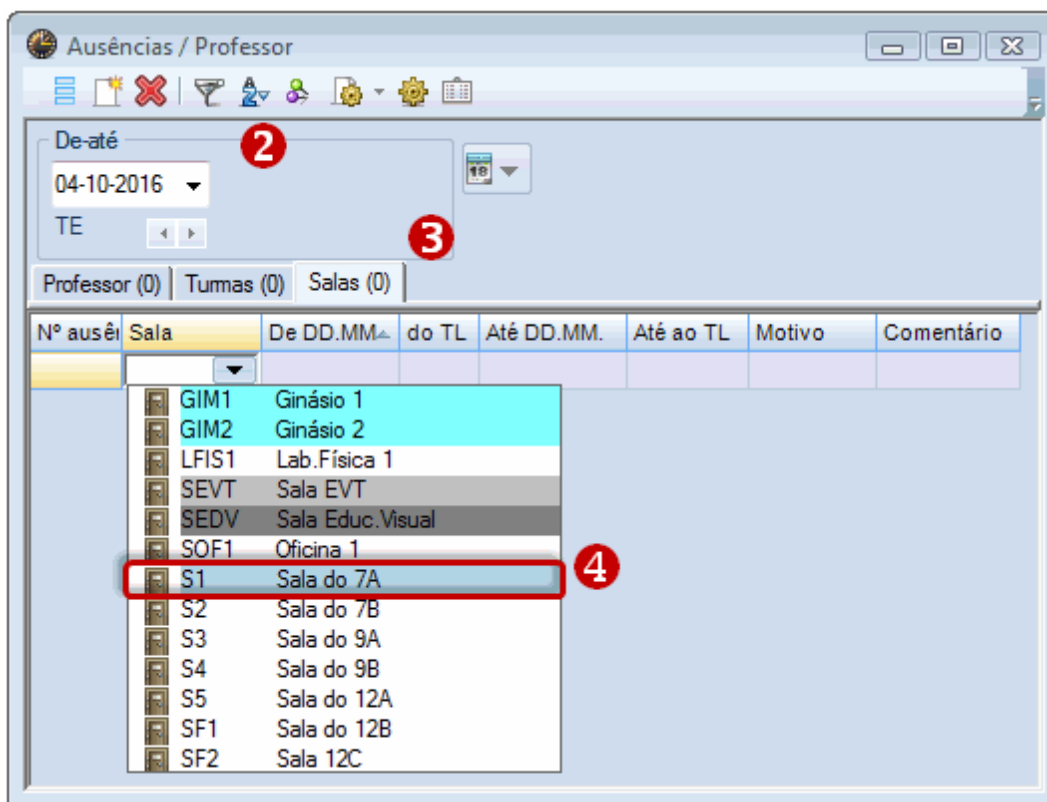 Ausências / Professor
De-até
2
04-10-2016
18
TE
3
Professor (0) Turmas (0) Salas (0)
Nº ausêr Sala De DD.MM do TL Até DD.MM. Até ao TL Motivo Comentário
GIM1 Ginásio 1
GIM2 Ginásio 2
LFIS1 Lab.Física 1
SEVT Sala EVT
SEDV Sala Educ.Visual
SOF1 Oficina 1
S1 Sala do 7A
4
S2 Sala do 7B
S3 Sala do 9A
S4 Sala do 9B
S5 Sala do 12A
SF1 Sala do 12B
SF2 Sala 12C